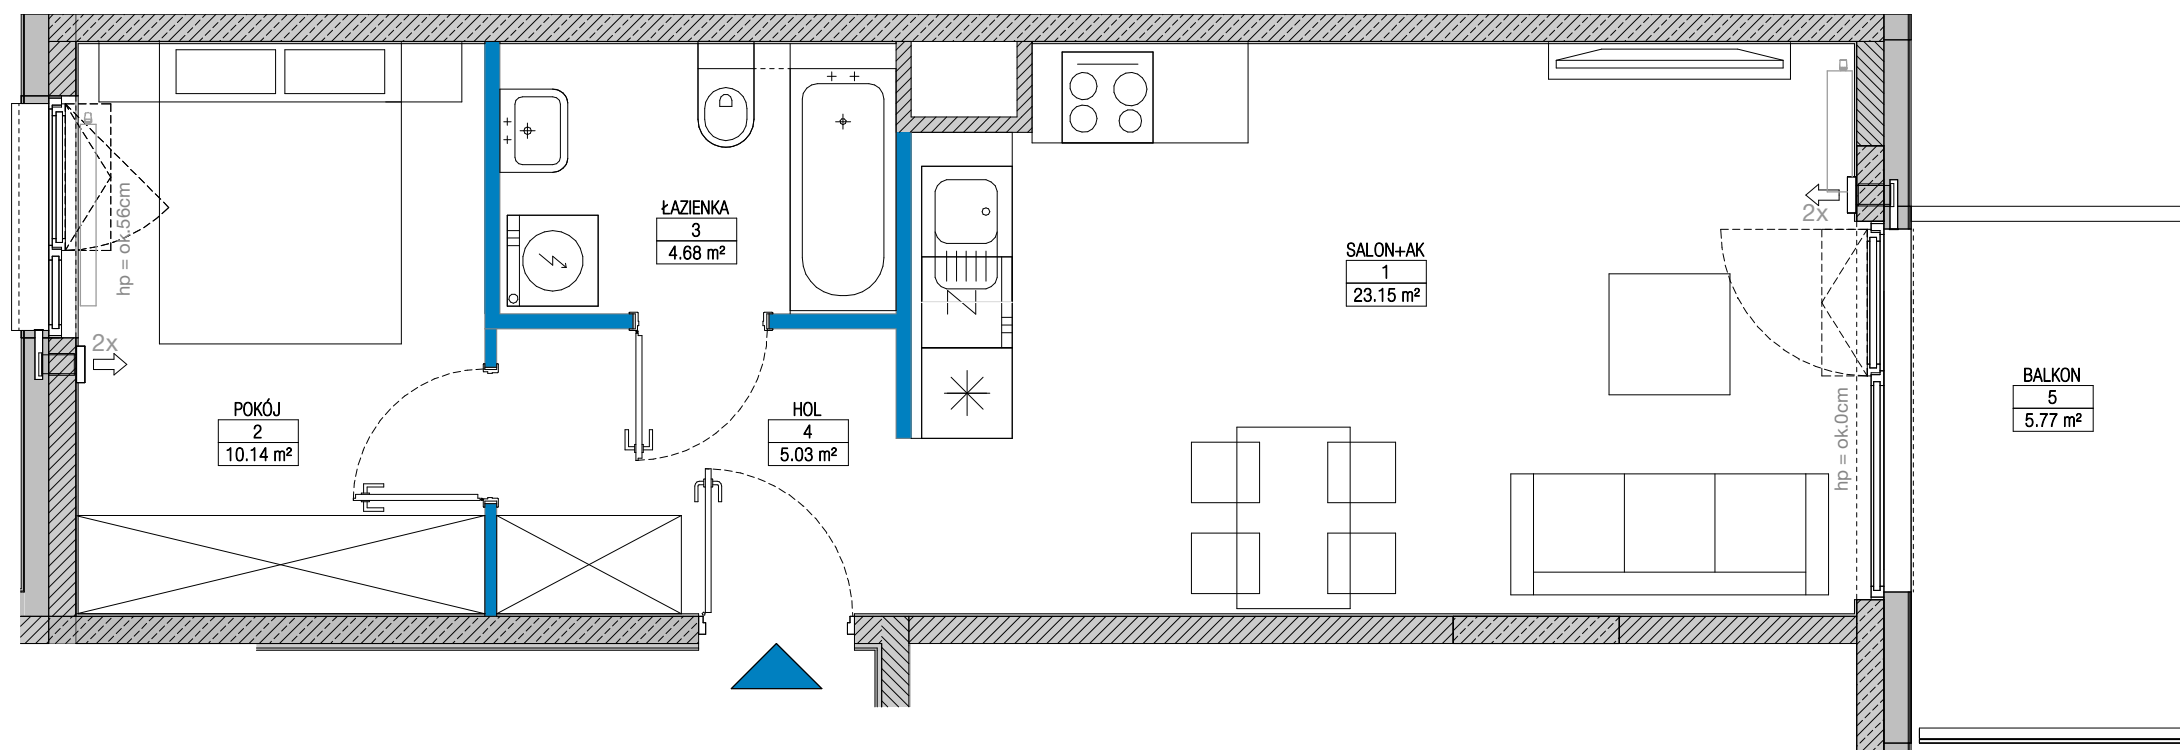 ŁAZIENKA
3
4.68 m²
SALON+AK
1
23.15 m²
POKÓJ
2
10.14 m²
HOL
4
5.03 m²
BALKON
5
5.77 m²
hp = ok.56cm
2x
2x
hp = ok.0cm